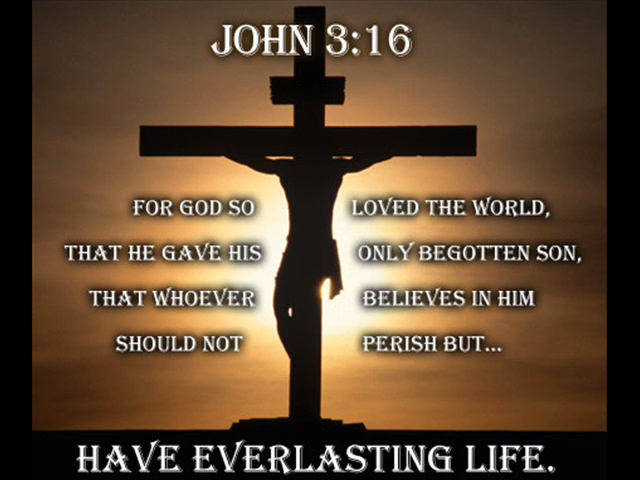 JOHN 3:16
FOR GOD SO LOVED THE WORLD,
THAT HE GAVE HIS ONLY BEGOTTEN SON,
THAT WHOEVER BELIEVES IN HIM
SHOULD NOT PERISH BUT...
HAVE EVERLASTING LIFE.